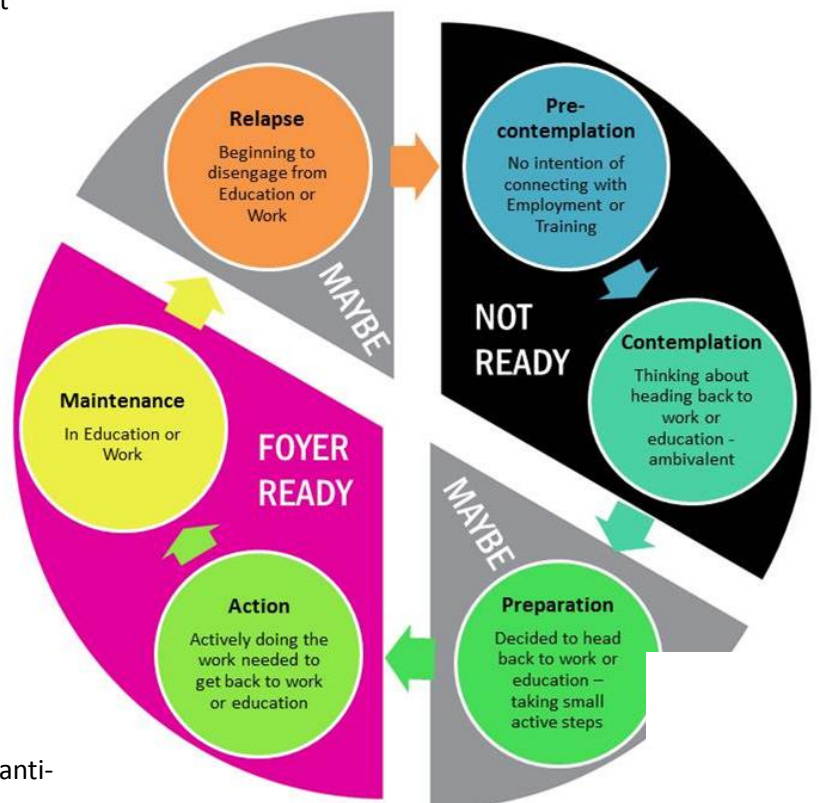 t
Relapse
Beginning to
disengage from
Education or
Work
MAYBE
Pre-
contemplation
No intention of
connecting with
Employment or
Training
NOT
READY
Contemplation
Thinking about
heading back to
work or
education -
ambivalent
MAYBE
Preparation
Decided to head
back to work or
education –
taking small
active steps
Action
Actively doing the
work needed to
get back to work
or education
FOYER
READY
Maintenance
In Education or
Work
anti-